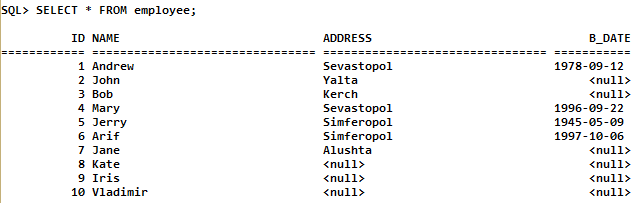 SQL> SELECT * FROM employee;
ID NAME ADDRESS B_DATE
============ =============================== =============================== ===========
1 Andrew Sevastopol 1978-09-12
2 John Yalta <null>
3 Bob Kerch <null>
4 Mary Sevastopol 1996-09-22
5 Jerry Simferopol 1945-05-09
6 Arif Simferopol 1997-10-06
7 Jane Alushta <null>
8 Kate <null> <null>
9 Iris <null> <null>
10 Vladimir <null> <null>